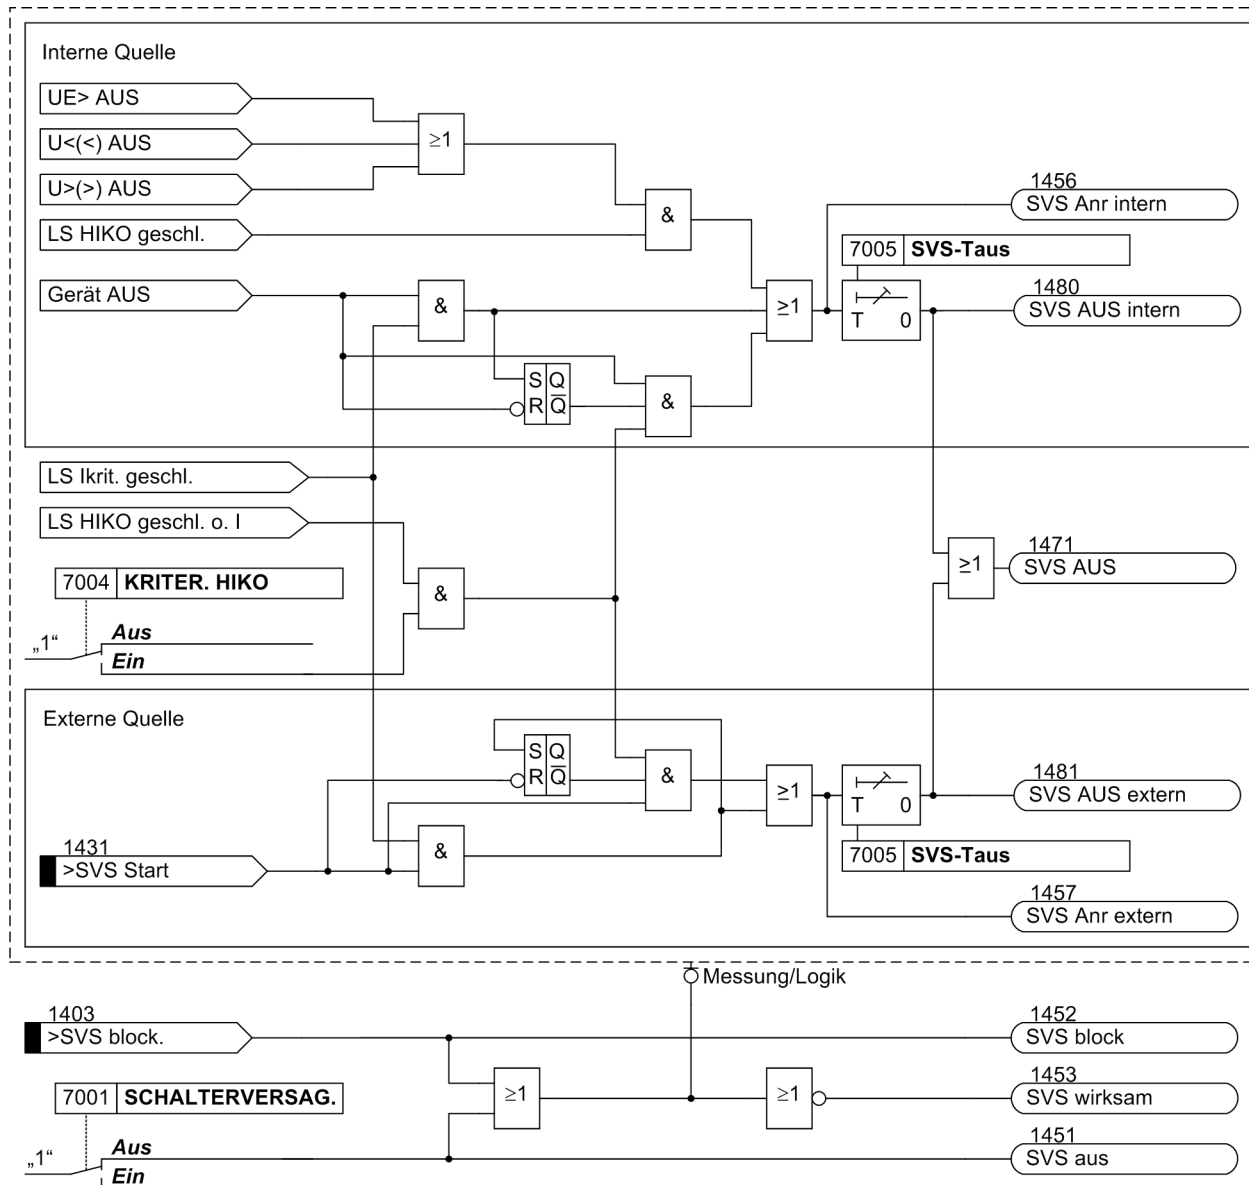 Interne Quelle
UE> AUS
≥1
U<(<) AUS
U>(>) AUS
1456
SVS Anr intern
&
LS HIKO geschl.
7005 SVS-Taus
Gerät AUS
&
≥1
T 0
1480
SVS AUS intern
S Q
R Q̅
&
LS Ikrit. geschl.
LS HIKO geschl. o. I
1471
SVS AUS
≥1
7004 KRITER. HIKO
&
„1“
Aus
Ein
Externe Quelle
S Q
R Q̅
&
≥1
T 0
1481
SVS AUS extern
1431
>SVS Start
&
7005 SVS-Taus
1457
SVS Anr extern
Messung/Logik
1403
>SVS block.
1452
SVS block
7001 SCHALTERVERSAG.
≥1
≥1
1453
SVS wirksam
„1“
Aus
Ein
1451
SVS aus